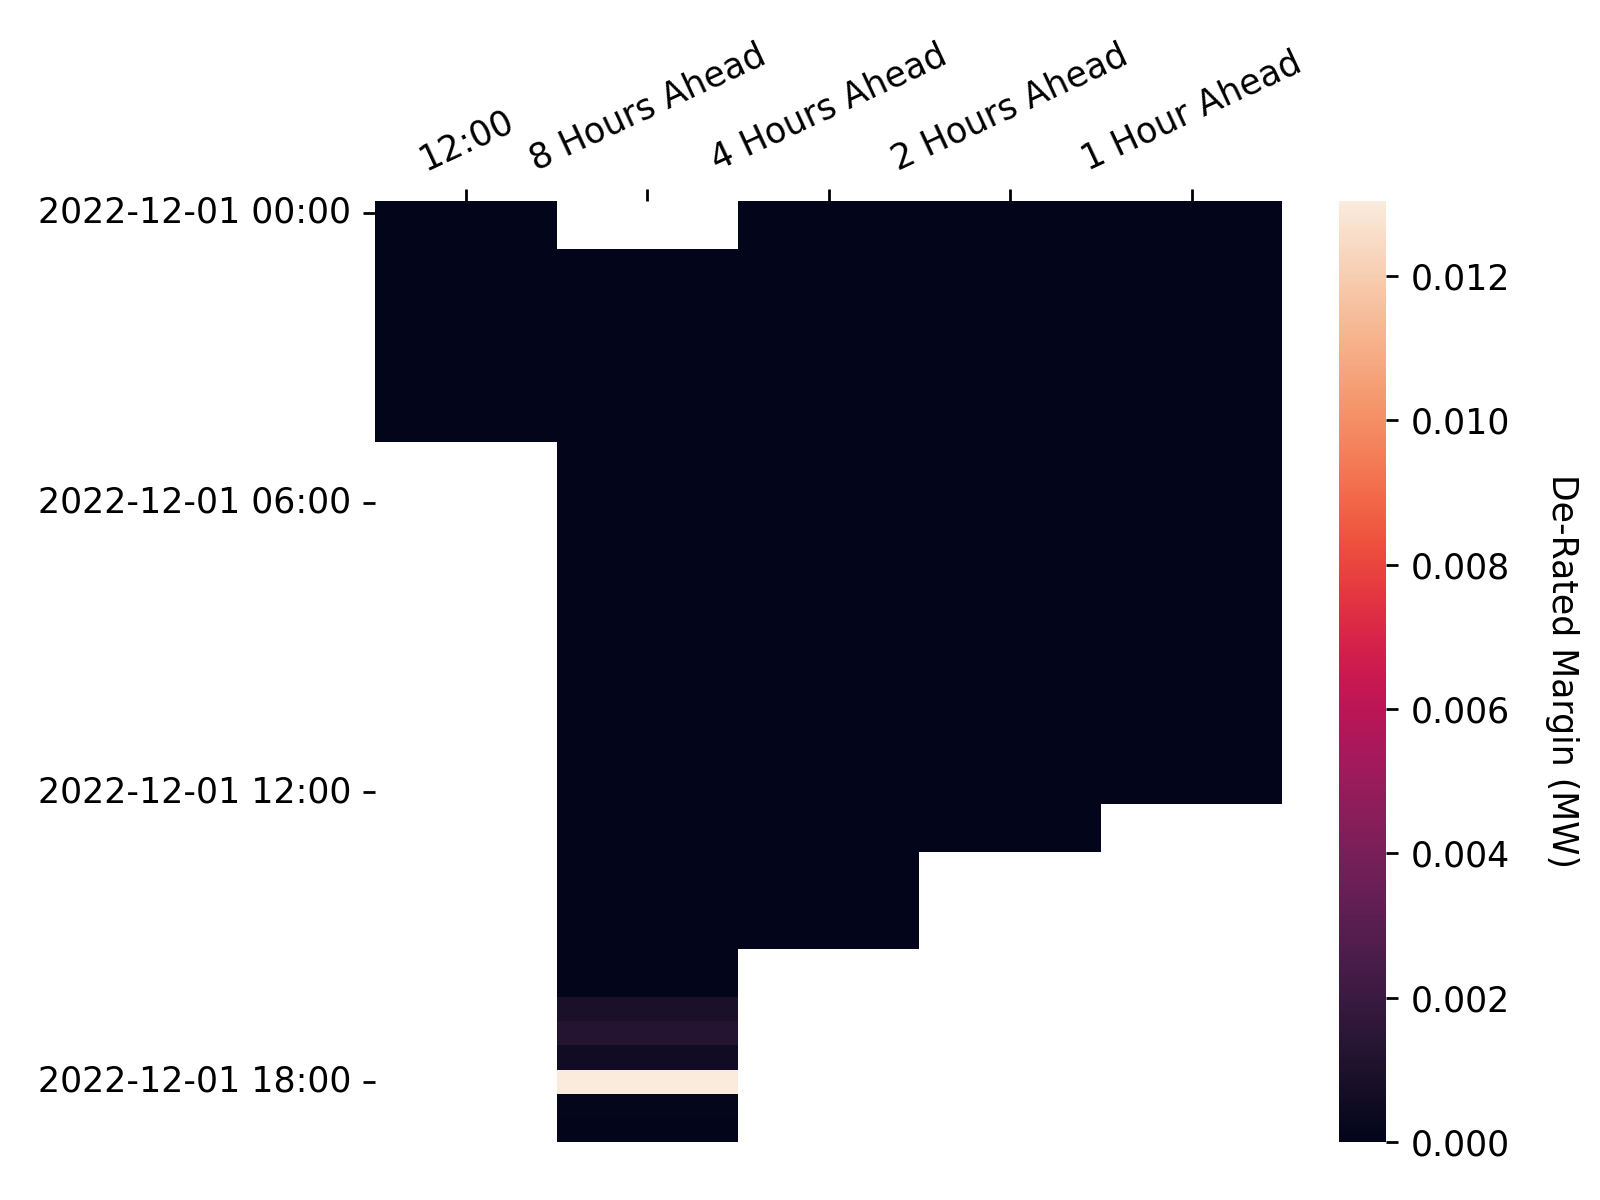 12:00
8 Hours Ahead
4 Hours Ahead
2 Hours Ahead
1 Hour Ahead
2022-12-01 00:00
2022-12-01 06:00
2022-12-01 12:00
2022-12-01 18:00
0.012
0.010
0.008
0.006
0.004
0.002
0.000
De-Rated Margin (MW)